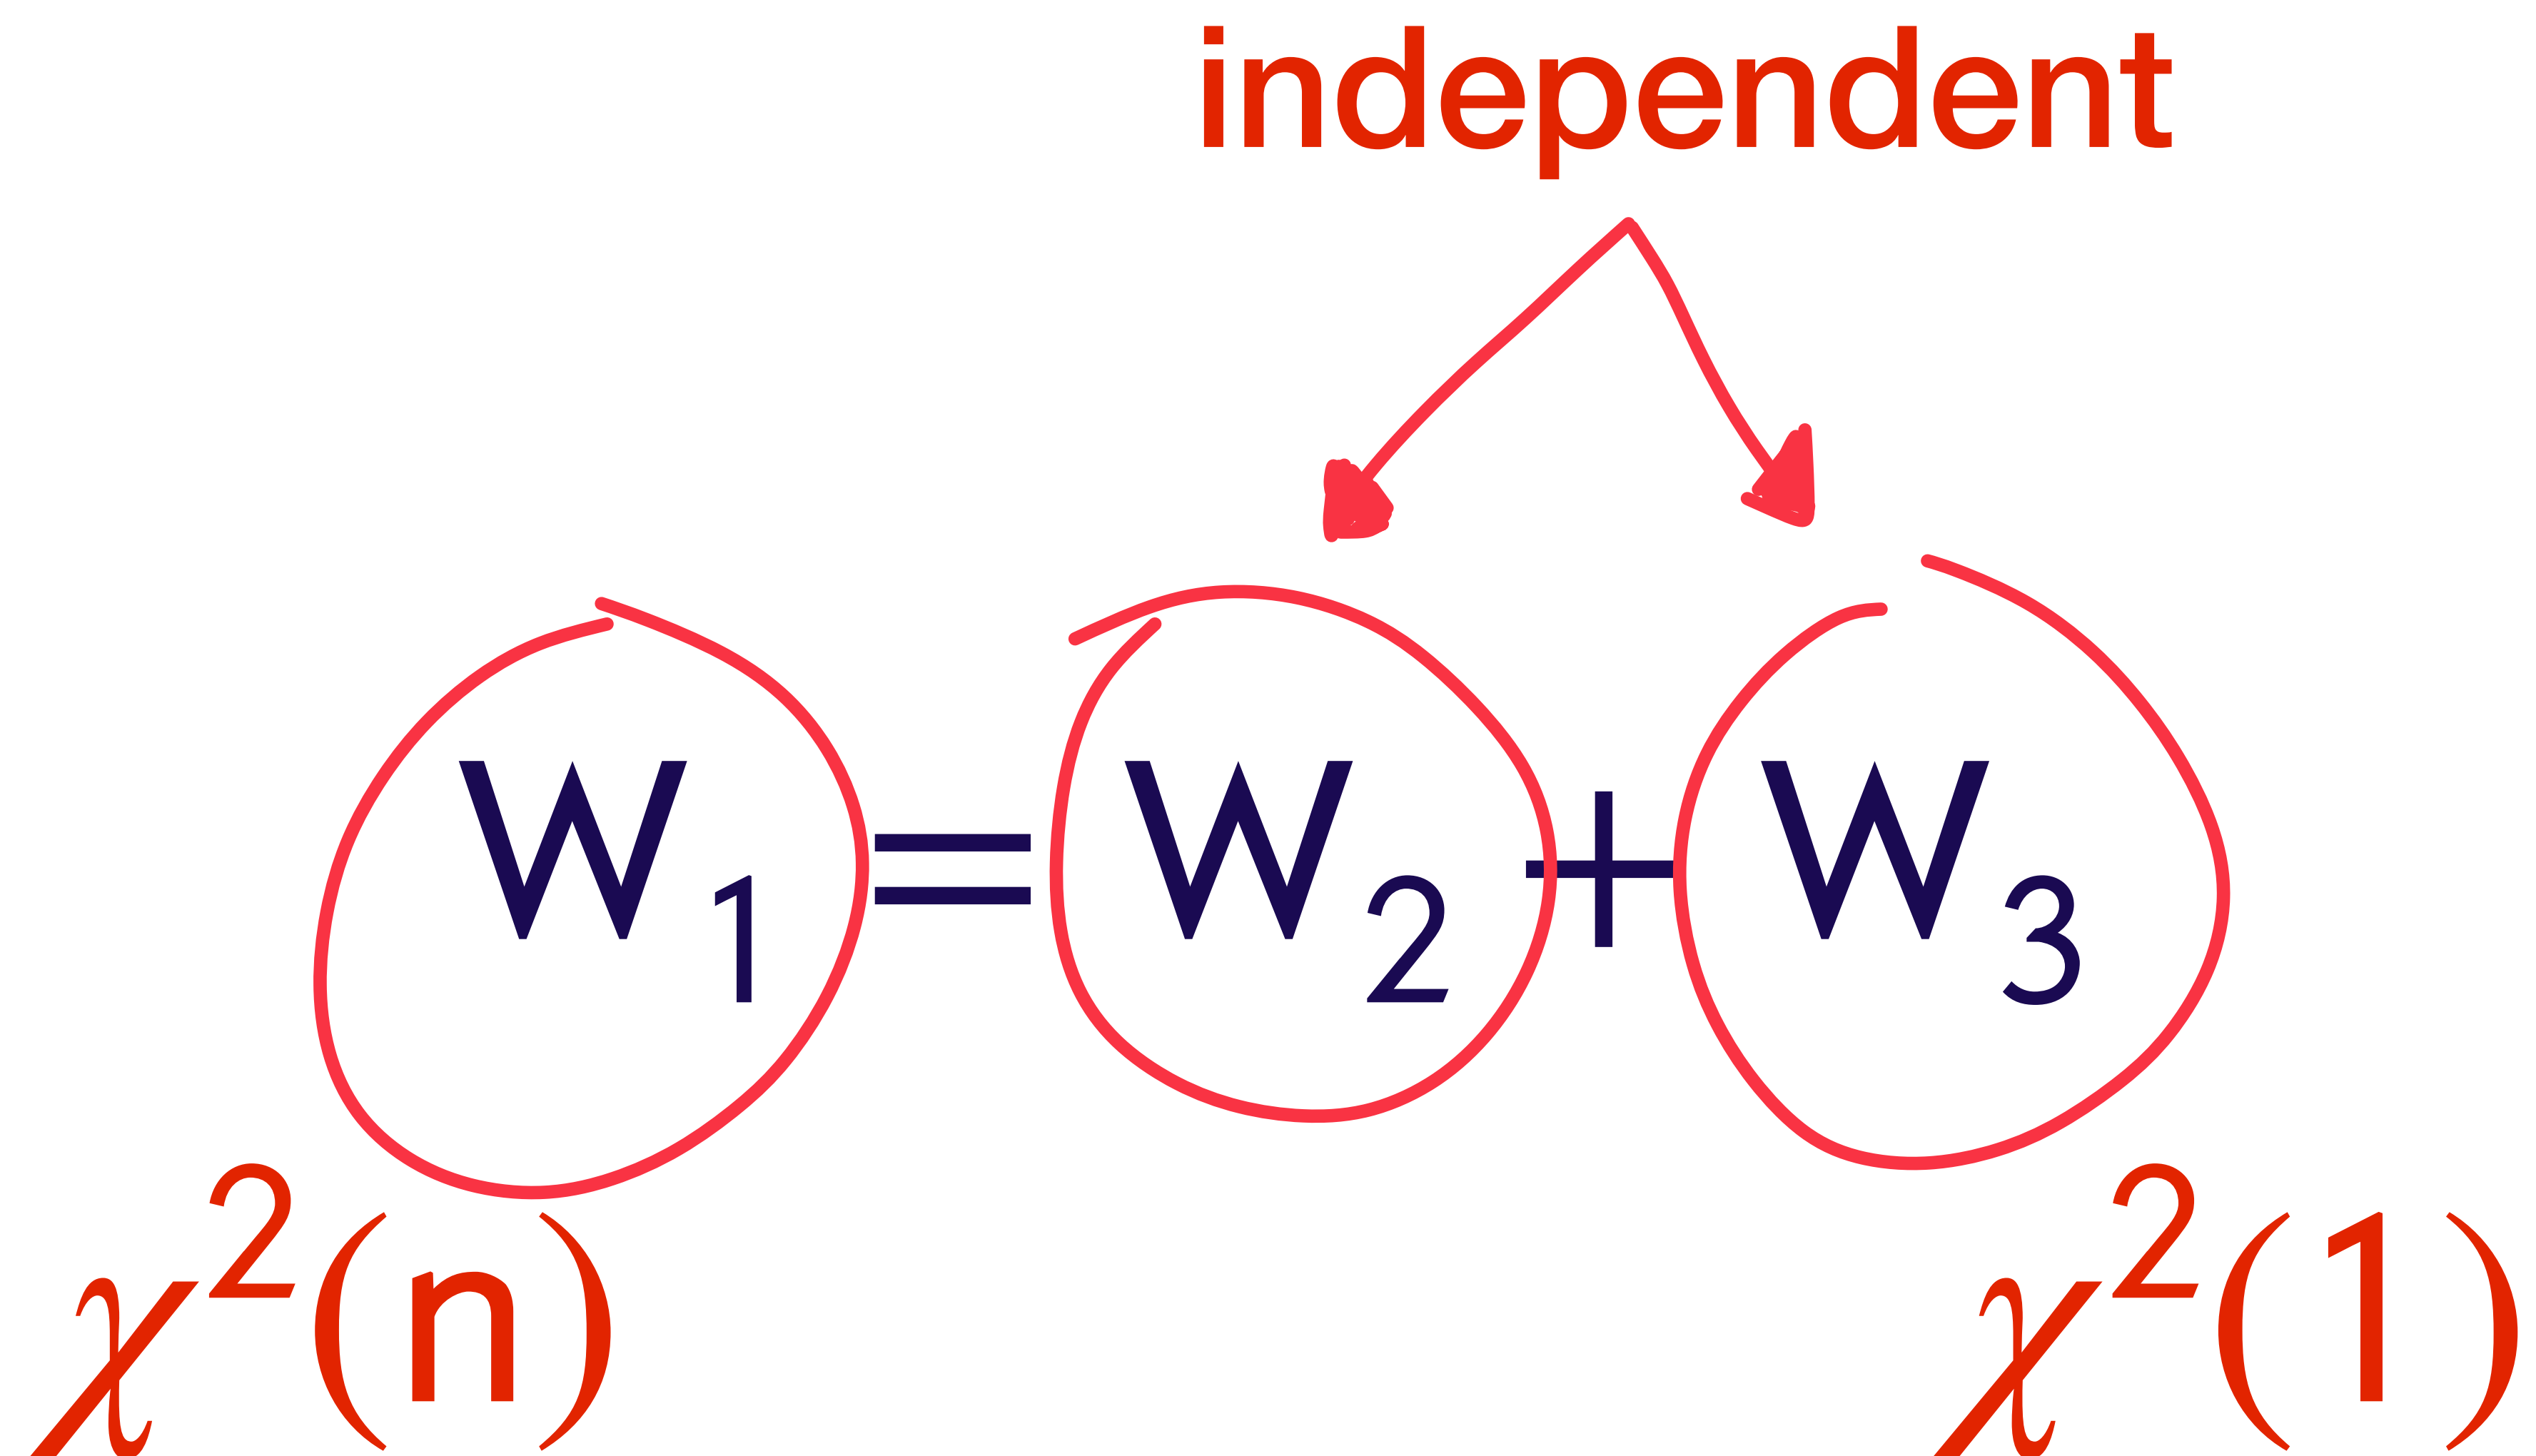 independent
W₁ = W₂ + W₃
χ²(n) χ²(1)